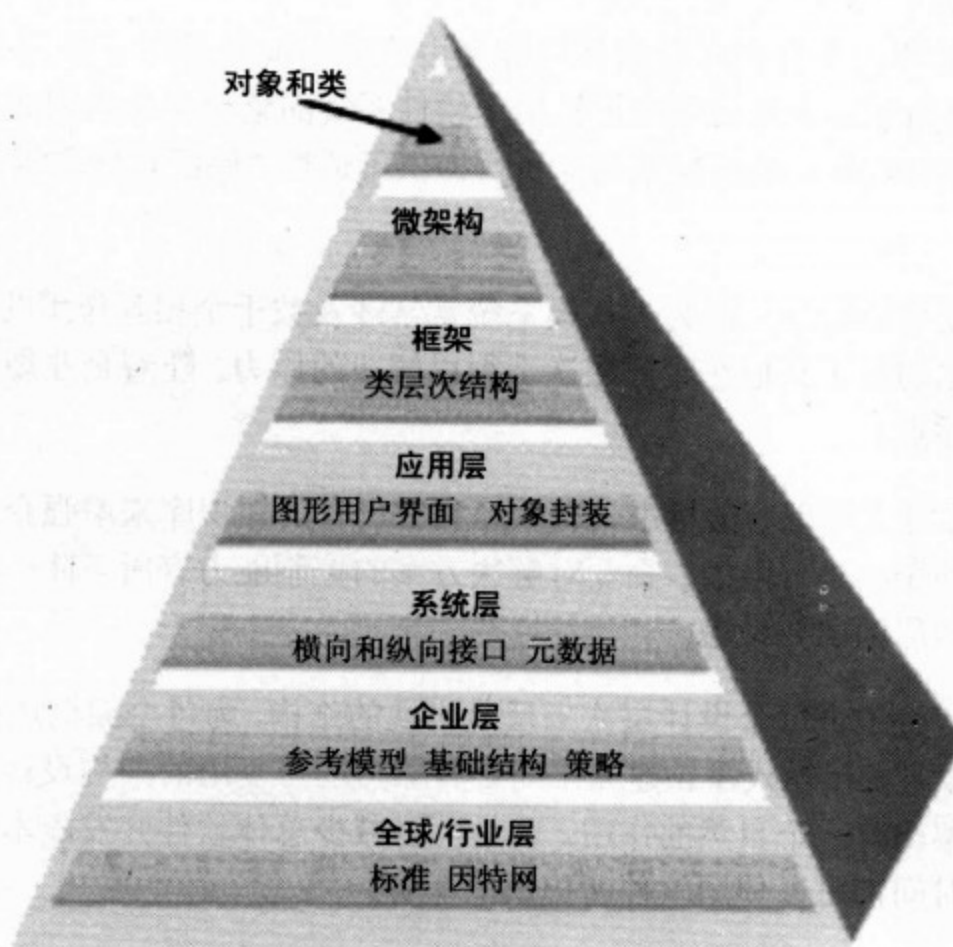 对象和类
微架构
框架
类层次结构
应用层
图形用户界面 对象封装
系统层
横向和纵向接口 元数据
企业层
参考模型 基础结构 策略
全球/行业层
标准 因特网